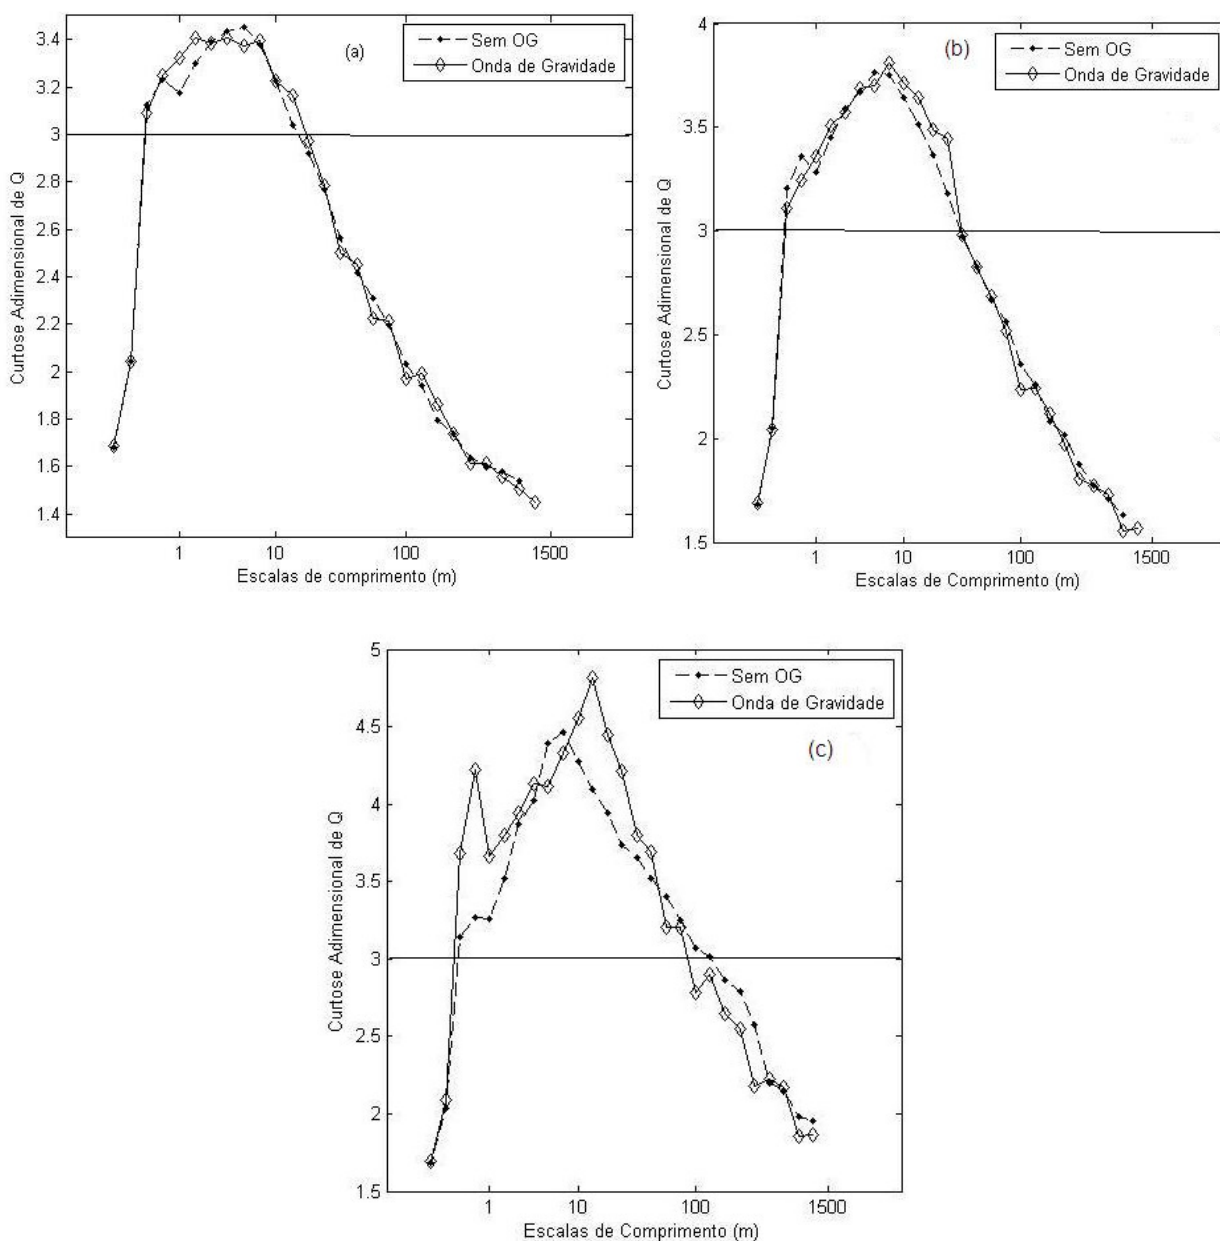 3.4
3.2
3
2.8
2.6
2.4
2.2
2
1.8
1.6
1.4
Curtose Adimensional de Q
(a)
Sem OG
Onda de Gravidade
1
10
100
1500
Escalas de comprimento (m)
4
3.5
3
2.5
2
1.5
Curtose Adimensional de Q
(b)
Sem OG
Onda de Gravidade
1
10
100
1500
Escalas de Comprimento (m)
5
4.5
4
3.5
3
2.5
2
1.5
Curtose Adimensional de Q
Sem OG
Onda de Gravidade
(c)
1
10
100
1500
Escalas de Comprimento (m)